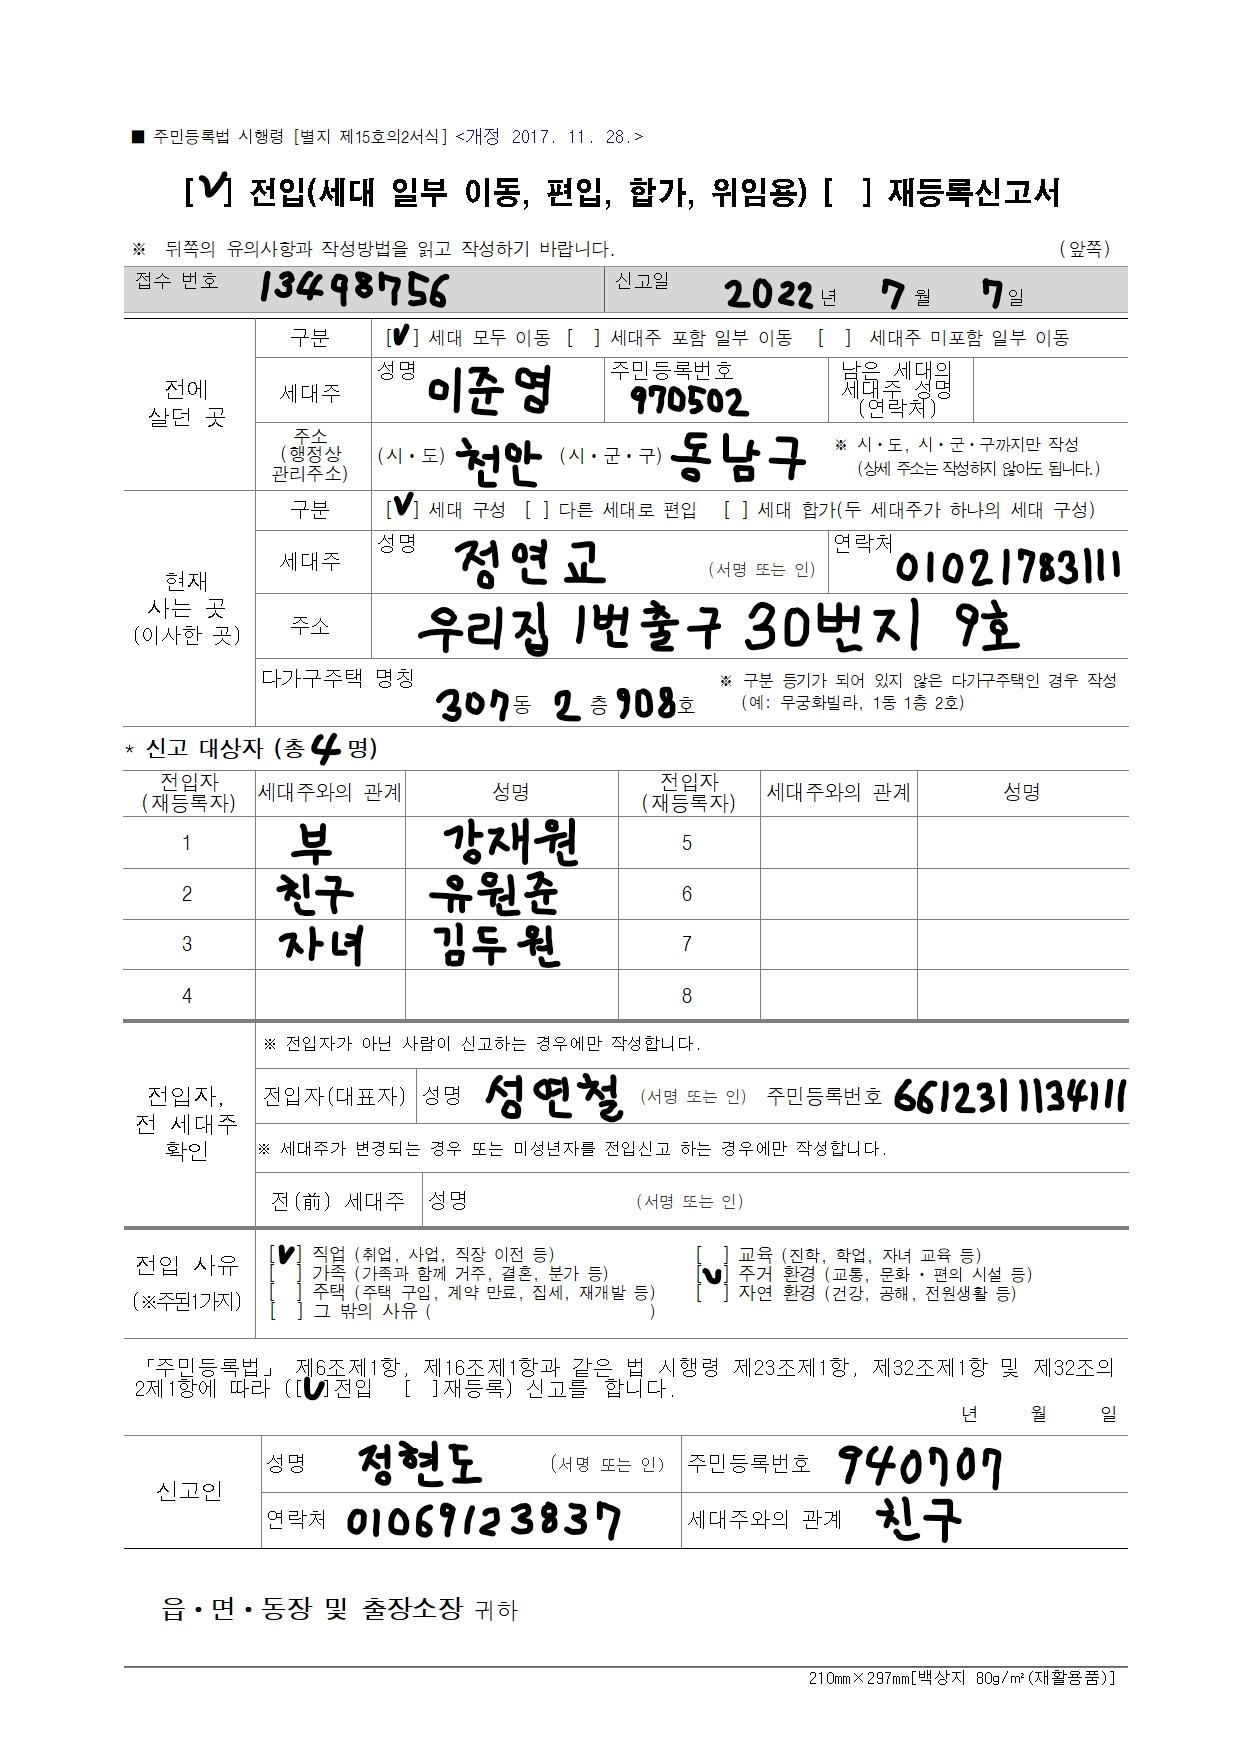 ■ 주민등록법 시행령 [별지 제15호의2서식] <개정 2017. 11. 28.>
[V] 전입(세대 일부 이동, 편입, 합가, 위임용) [ ] 재등록신고서
※ 뒤쪽의 유의사항과 작성방법을 읽고 작성하기 바랍니다. (앞쪽)
접수 번호 13498756 신고일 2022년 7월 7일
전에 살던 곳
구분 [V] 세대 모두 이동 [ ] 세대주 포함 일부 이동 [ ] 세대주 미포함 일부 이동
세대주 성명 이준엽 주민등록번호 970502 남은 세대의 세대주 성명 (연락처)
주소 (행정상 관리주소) (시·도) 천안 (시·군·구) 동남구 ※ 시·도, 시·군·구까지만 작성
(상세 주소는 작성하지 않아도 됩니다.)
현재 사는 곳 (이사한 곳)
구분 [V] 세대 구성 [ ] 다른 세대로 편입 [ ] 세대 합가(두 세대주가 하나의 세대 구성)
세대주 성명 정연교 (서명 또는 인) 연락처 01021783111
주소 우리집 1번출구 30번지 9호
다가구주택 명칭 307동 2층 908호 ※ 구분 등기가 되어 있지 않은 다가구주택인 경우 작성
(예: 무궁화빌라, 1동 1층 2호)
* 신고 대상자 (총 4 명)
전입자 (재등록자) 세대주와의 관계 성명 전입자 (재등록자) 세대주와의 관계 성명
1 부 강재원 5
2 친구 유원준 6
3 자녀 김두원 7
4 8
전입자, 전 세대주 확인
※ 전입자가 아닌 사람이 신고하는 경우에만 작성합니다.
전입자(대표자) 성명 섬연철 (서명 또는 인) 주민등록번호 6612311134111
※ 세대주가 변경되는 경우 또는 미성년자를 전입신고 하는 경우에만 작성합니다.
전(前) 세대주 성명 (서명 또는 인)
전입 사유 (※주된1가지)
[V] 직업 (취업, 사업, 직장 이전 등) [ ] 교육 (진학, 학업, 자녀 교육 등)
[ ] 가족 (가족과 함께 거주, 결혼, 분가 등) [V] 주거 환경 (교통, 문화·편의 시설 등)
[ ] 주택 (주택 구입, 계약 만료, 집세, 재개발 등) [ ] 자연 환경 (건강, 공해, 전원생활 등)
[ ] 그 밖의 사유 ( )
「주민등록법」 제6조제1항, 제16조제1항과 같은 법 시행령 제23조제1항, 제32조제1항 및 제32조의
2제1항에 따라 ([V]전입 [ ]재등록) 신고를 합니다.
년 월 일
신고인
성명 정현도 (서명 또는 인) 주민등록번호 940707
연락처 01069123837 세대주와의 관계 친구
읍·면·동장 및 출장소장 귀하
210mm×297mm[백상지 80g/㎡(재활용품)]